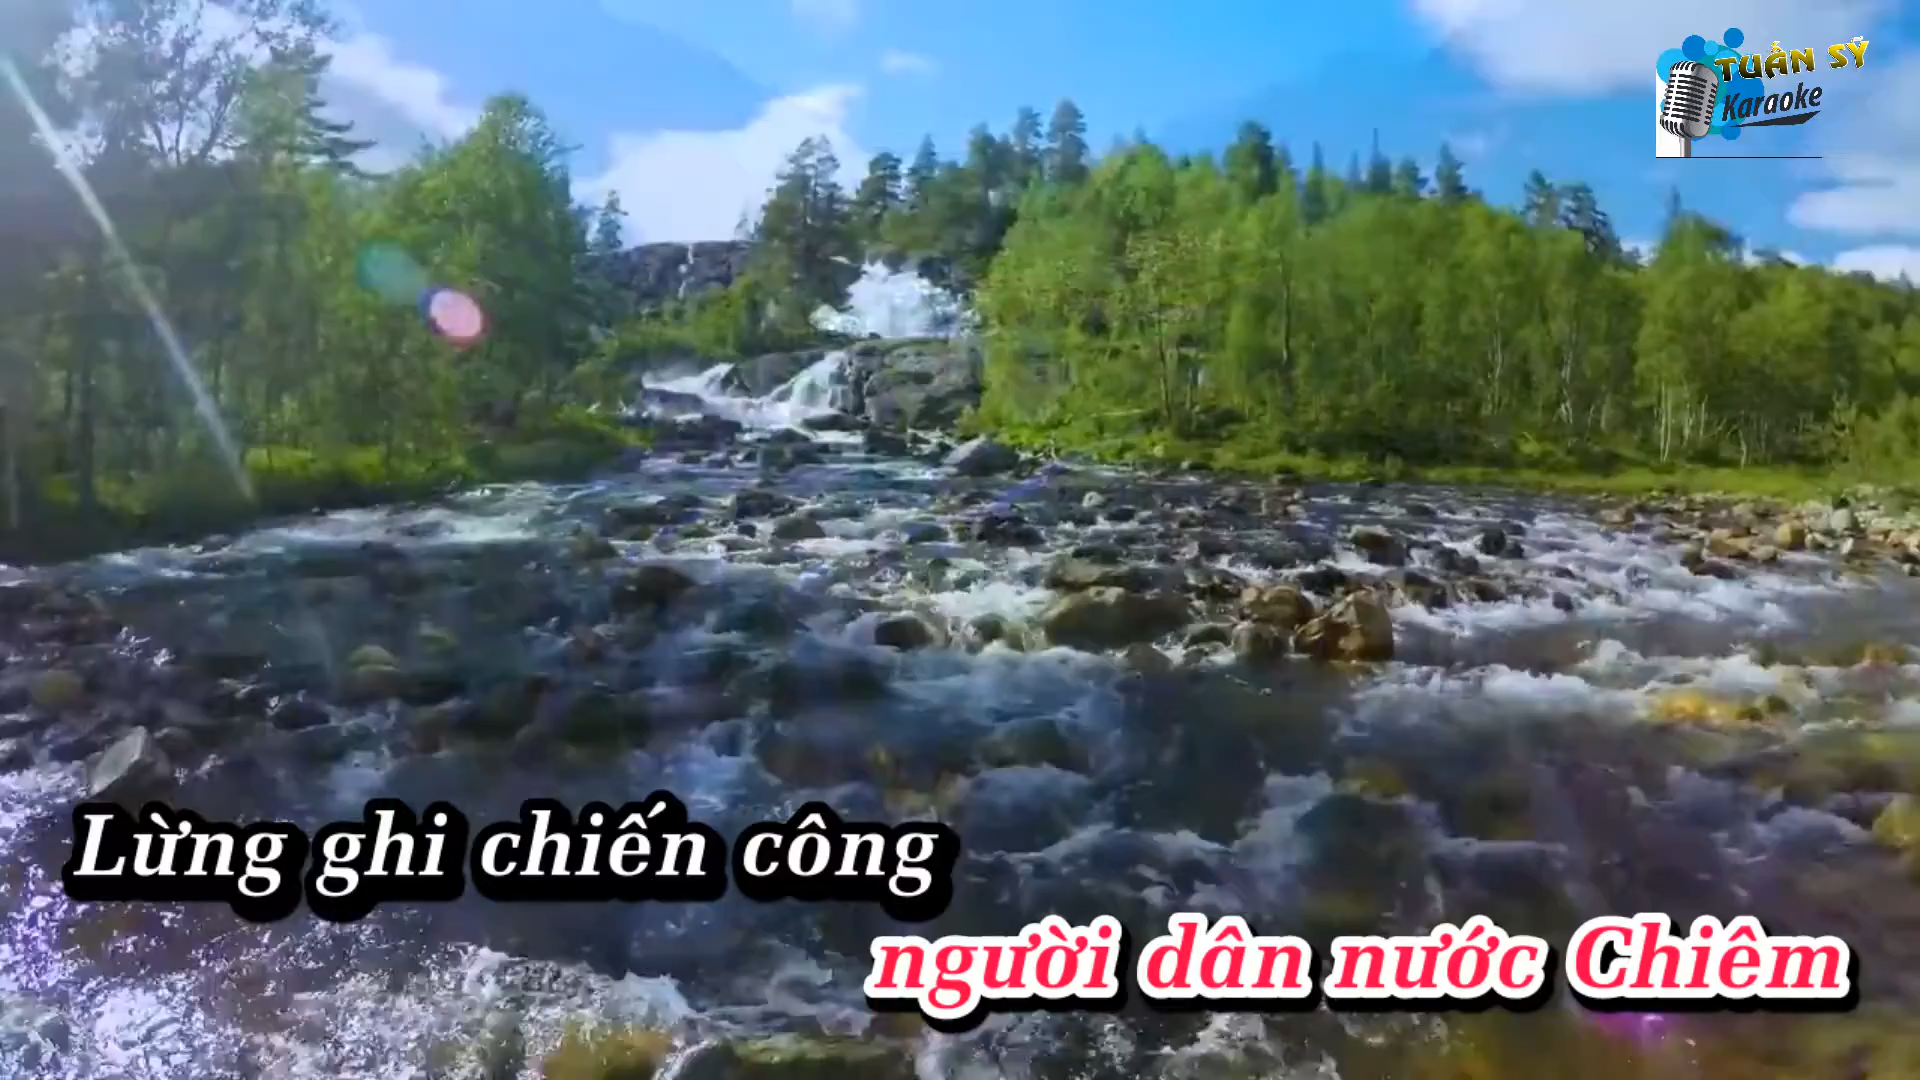 TUẤN SỸ
Karaoke
Lừng ghi chiến công
người dân nước Chiêm